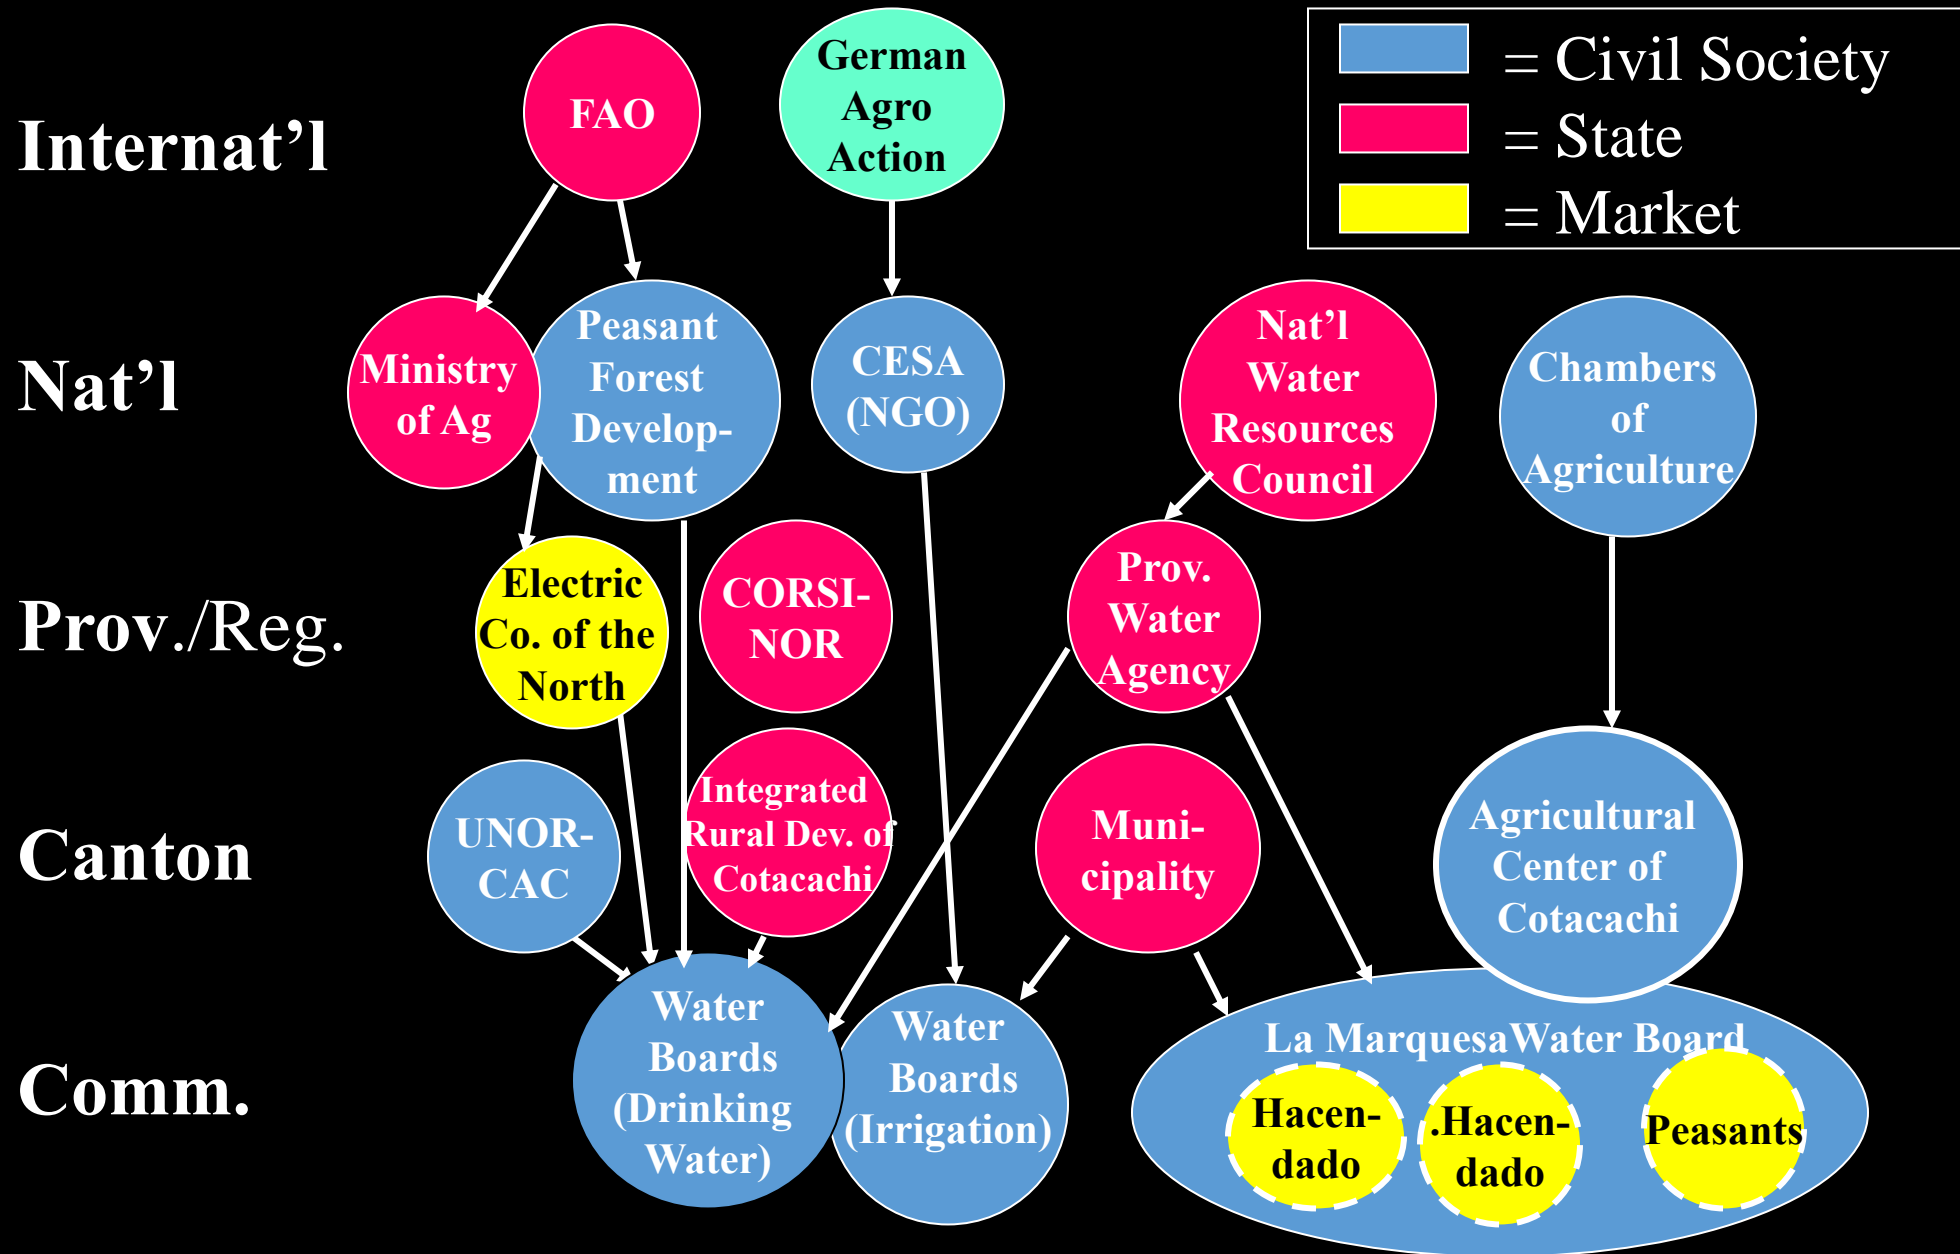 = Civil Society
= State
= Market
Internat’l
FAO
German
Agro
Action
Nat’l
Ministry
of Ag
Peasant
Forest
Develop-
ment
CESA
(NGO)
Nat’l
Water
Resources
Council
Chambers
of
Agriculture
Prov./Reg.
Electric
Co. of the
North
CORSI-
NOR
Prov.
Water
Agency
Canton
UNOR-
CAC
Integrated
Rural Dev. of
Cotacachi
Muni-
cipality
Agricultural
Center of
Cotacachi
Comm.
Water
Boards
(Drinking
Water)
Water
Boards
(Irrigation)
La MarquesaWater Board
Hacen-
dado
.Hacen-
dado
Peasants